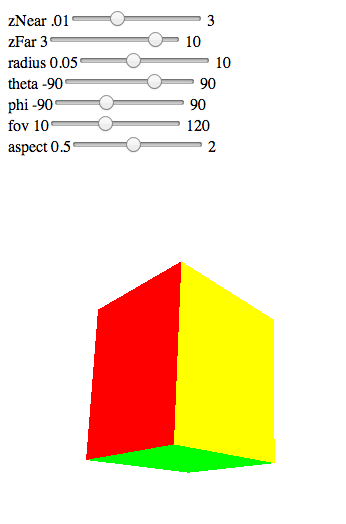 zNear .01 3
zFar 3 10
radius 0.05 10
theta -90 90
phi -90 90
fov 10 120
aspect 0.5 2